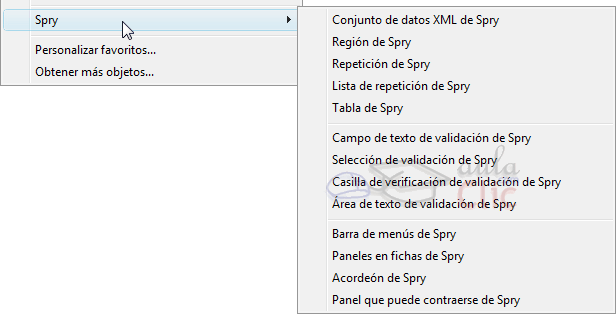 Spry
Personalizar favoritos...
Obtener más objetos...
Conjunto de datos XML de Spry
Región de Spry
Repetición de Spry
Lista de repetición de Spry
Tabla de Spry
Campo de texto de validación de Spry
Selección de validación de Spry
Casilla de verificación de validación de Spry
Área de texto de validación de Spry
Barra de menús de Spry
Paneles en fichas de Spry
Acordeón de Spry
Panel que puede contraerse de Spry
aula
Clic